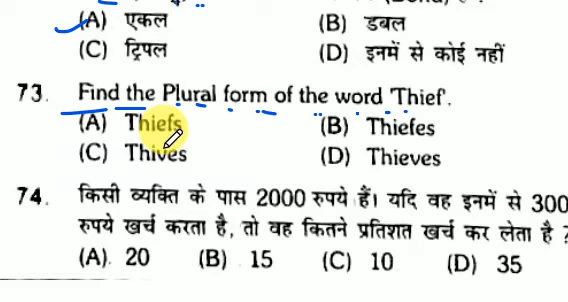 (A) एकल (B) डबल
(C) ट्रिपल (D) इनमें से कोई नहीं
73. Find the Plural form of the word 'Thief'.
(A) Thiefs (B) Thiefes
(C) Thives (D) Thieves
74. किसी व्यक्ति के पास 2000 रुपये हैं। यदि वह इनमें से 300
रुपये खर्च करता है, तो वह कितने प्रतिशत खर्च कर लेता है ?
(A) 20 (B) 15 (C) 10 (D) 35